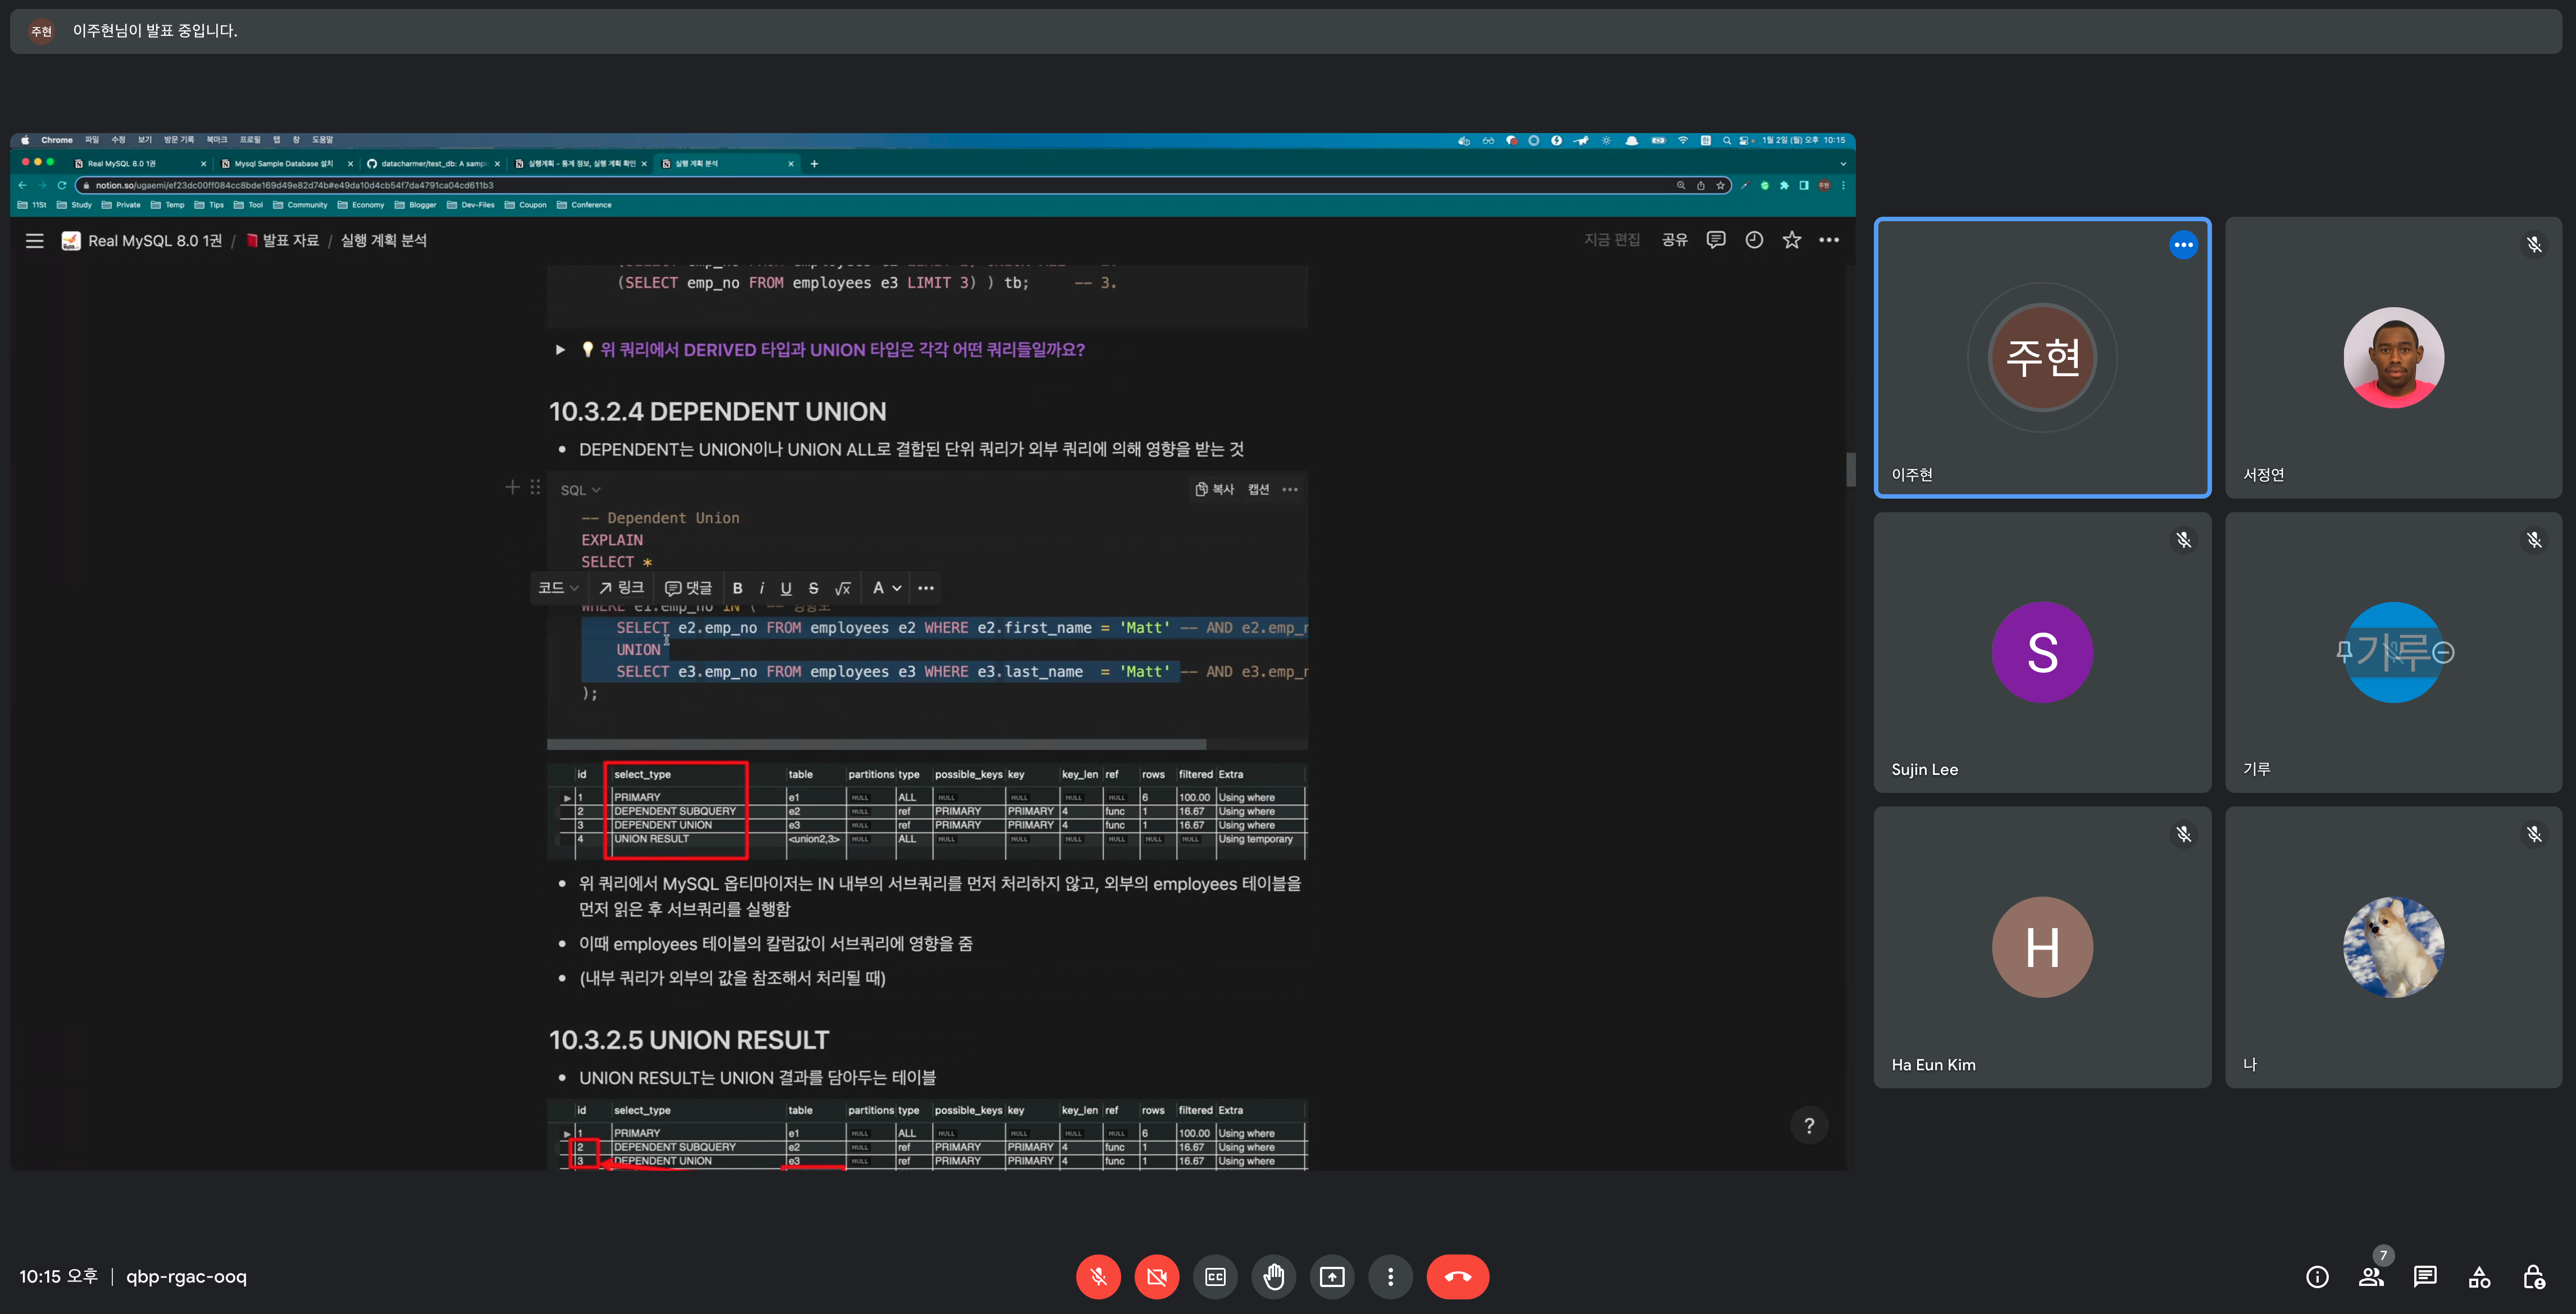 주현 이주현님이 발표 중입니다.
Chrome 파일 수정 보기 방문 기록 북마크 프로필 탭 창 도움말 1월 2일 (월) 오후 10:15
Real MySQL 8.0 1권 Mysql Sample Database 설치 datacharmer/test_db: A sampl 실행계획 - 통계 정보, 실행 계획 확인 실행 계획 분석
notion.so/ugaemi/ef23dc00ff084cc8bde169d49e82d74b#e49da10d4cb54f7da4791ca04cd611b3
11St Study Private Temp Tips Tool Community Economy Blogger Dev-Files Coupon Conference
Real MySQL 8.0 1권 / 발표 자료 / 실행 계획 분석 지금 편집 공유
(SELECT emp_no FROM employees e3 LIMIT 3) ) tb; -- 3.
위 쿼리에서 DERIVED 타입과 UNION 타입은 각각 어떤 쿼리들일까요?
10.3.2.4 DEPENDENT UNION
• DEPENDENT는 UNION이나 UNION ALL로 결합된 단위 쿼리가 외부 쿼리에 의해 영향을 받는 것
SQL 복사 캡션
-- Dependent Union
EXPLAIN
SELECT *
코드 링크 댓글 B i U S √x A
WHERE e1.emp_no IN ( --
SELECT e2.emp_no FROM employees e2 WHERE e2.first_name = 'Matt' -- AND e2.emp_n
UNION
SELECT e3.emp_no FROM employees e3 WHERE e3.last_name = 'Matt' -- AND e3.emp_n
);
id select_type table partitions type possible_keys key key_len ref rows filtered Extra
1 PRIMARY e1 NULL ALL NULL NULL NULL NULL 6 100.00 Using where
2 DEPENDENT SUBQUERY e2 NULL ref PRIMARY PRIMARY 4 func 1 16.67 Using where
3 DEPENDENT UNION e3 NULL ref PRIMARY PRIMARY 4 func 1 16.67 Using where
4 UNION RESULT <union2,3> NULL ALL NULL NULL NULL NULL NULL NULL Using temporary
• 위 쿼리에서 MySQL 옵티마이저는 IN 내부의 서브쿼리를 먼저 처리하지 않고, 외부의 employees 테이블을
먼저 읽은 후 서브쿼리를 실행함
• 이때 employees 테이블의 칼럼값이 서브쿼리에 영향을 줌
• (내부 쿼리가 외부의 값을 참조해서 처리될 때)
10.3.2.5 UNION RESULT
• UNION RESULT는 UNION 결과를 담아두는 테이블
id select_type table partitions type possible_keys key key_len ref rows filtered Extra
1 PRIMARY e1 NULL ALL NULL NULL NULL NULL 6 100.00 Using where
2 DEPENDENT SUBQUERY e2 NULL ref PRIMARY PRIMARY 4 func 1 16.67 Using where
3 DEPENDENT UNION e3 NULL ref PRIMARY PRIMARY 4 func 1 16.67 Using where
?
주현
이주현
서정연
S
Sujin Lee
기루
기루
H
Ha Eun Kim
나
10:15 오후 | qbp-rgac-ooq
CC
7